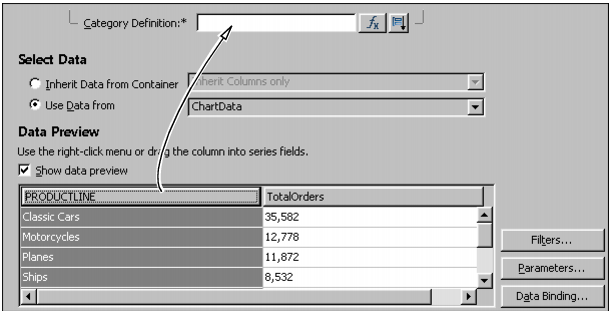 Category Definition:*
fx
Select Data
Inherit Data from Container
Inherit Columns only
Use Data from
ChartData
Data Preview
Use the right-click menu or drag the column into series fields.
Show data preview
PRODUCTLINE TotalOrders
Classic Cars 35,582
Motorcycles 12,778
Planes 11,872
Ships 8,532
Filters...
Parameters...
Data Binding...